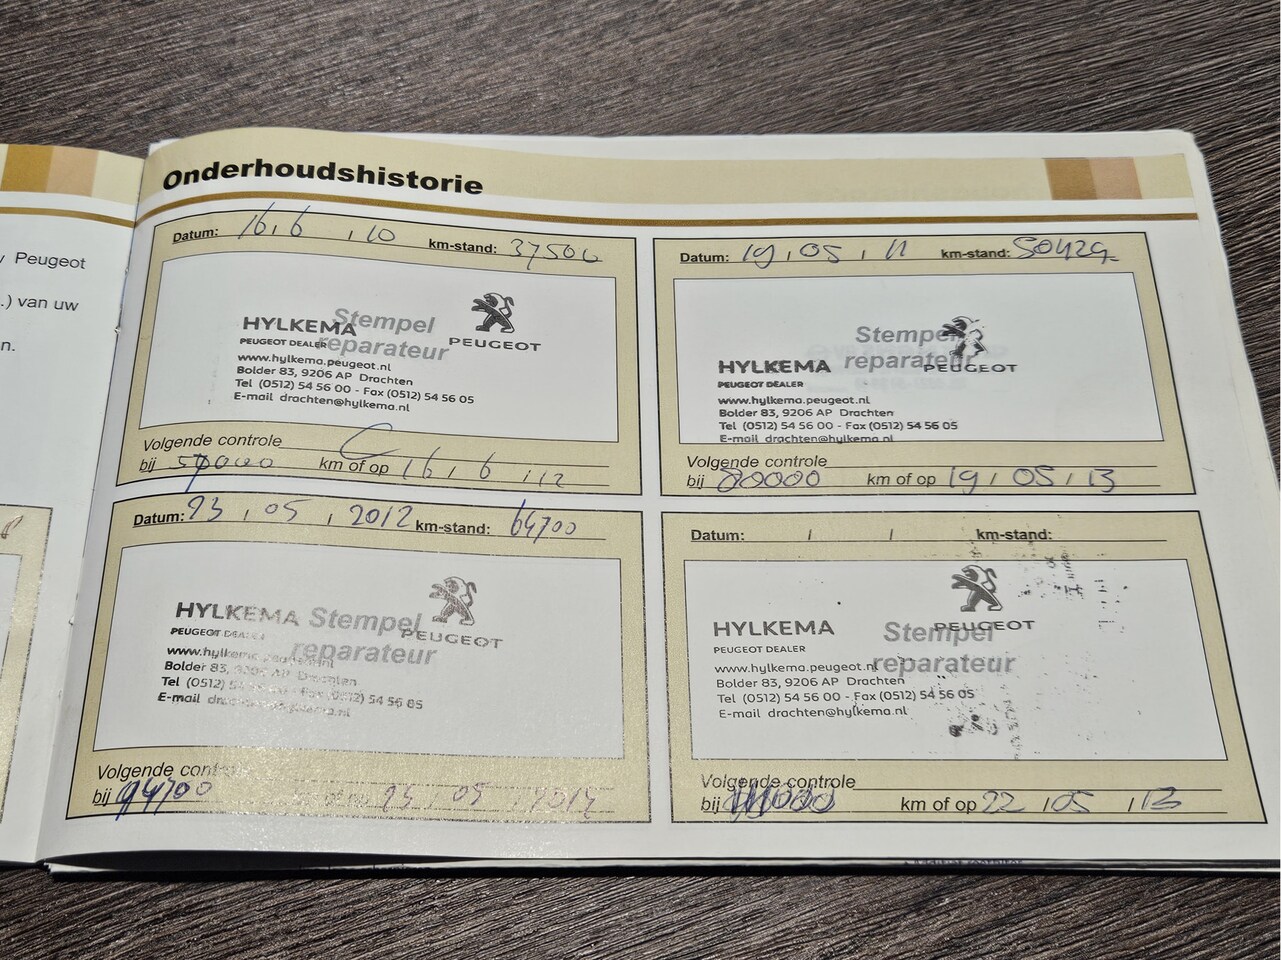 Peugeot
.) van uw
n.
Onderhoudshistorie
Datum: 16, 6 , 10 km-stand: 37506
Stempel reparateur
HYLKEMA
PEUGEOT DEALER
PEUGEOT
www.hylkema.peugeot.nl
Bolder 83, 9206 AP Drachten
Tel (0512) 54 56 00 - Fax (0512) 54 56 05
E-mail drachten@hylkema.nl
Volgende controle
bij km of op 16, 6, 12
Datum: 19, 05, 11 km-stand: 50429
Stempel reparateur
HYLKEMA
PEUGEOT DEALER
PEUGEOT
www.hylkema.peugeot.nl
Bolder 83, 9206 AP Drachten
Tel (0512) 54 56 00 - Fax (0512) 54 56 05
E-mail drachten@hylkema.nl
Volgende controle
bij 80000 km of op 19, 05, 13
Datum: 23, 05, 2012 km-stand: 64700
Stempel reparateur
HYLKEMA
PEUGEOT DEALER
PEUGEOT
www.hylkema.peugeot.nl
Bolder 83, 9206 AP Drachten
Tel (0512) 54 56 05
E-mail
Volgende
bij 94700
Datum: / / km-stand:
Stempel reparateur
HYLKEMA
PEUGEOT DEALER
PEUGEOT
www.hylkema.peugeot.nl
Bolder 83, 9206 AP Drachten
Tel (0512) 54 56 00 - Fax (0512) 54 56 05
E-mail drachten@hylkema.nl
Volgende controle
bij km of op 22, 05, 13